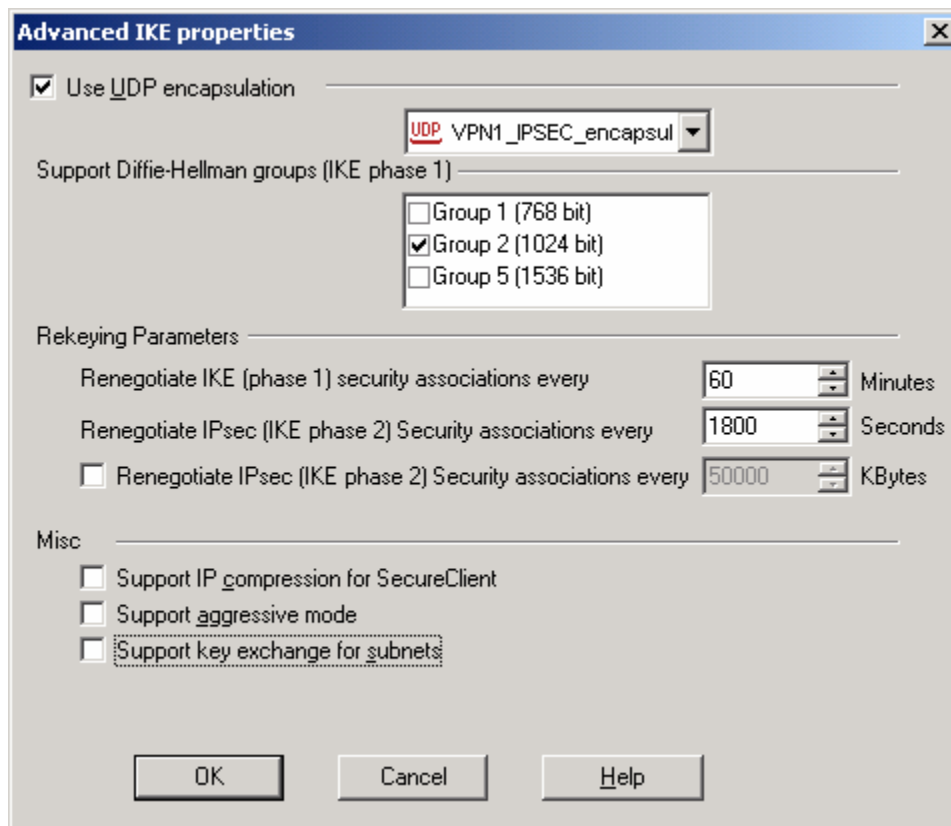 Advanced IKE properties
Use UDP encapsulation
UDP VPN1_IPSEC_encapsul
Support Diffie-Hellman groups (IKE phase 1)
Group 1 (768 bit)
Group 2 (1024 bit)
Group 5 (1536 bit)
Rekeying Parameters
Renegotiate IKE (phase 1) security associations every 60 Minutes
Renegotiate IPsec (IKE phase 2) Security associations every 1800 Seconds
Renegotiate IPsec (IKE phase 2) Security associations every 50000 KBytes
Misc
Support IP compression for SecureClient
Support aggressive mode
Support key exchange for subnets
OK Cancel Help